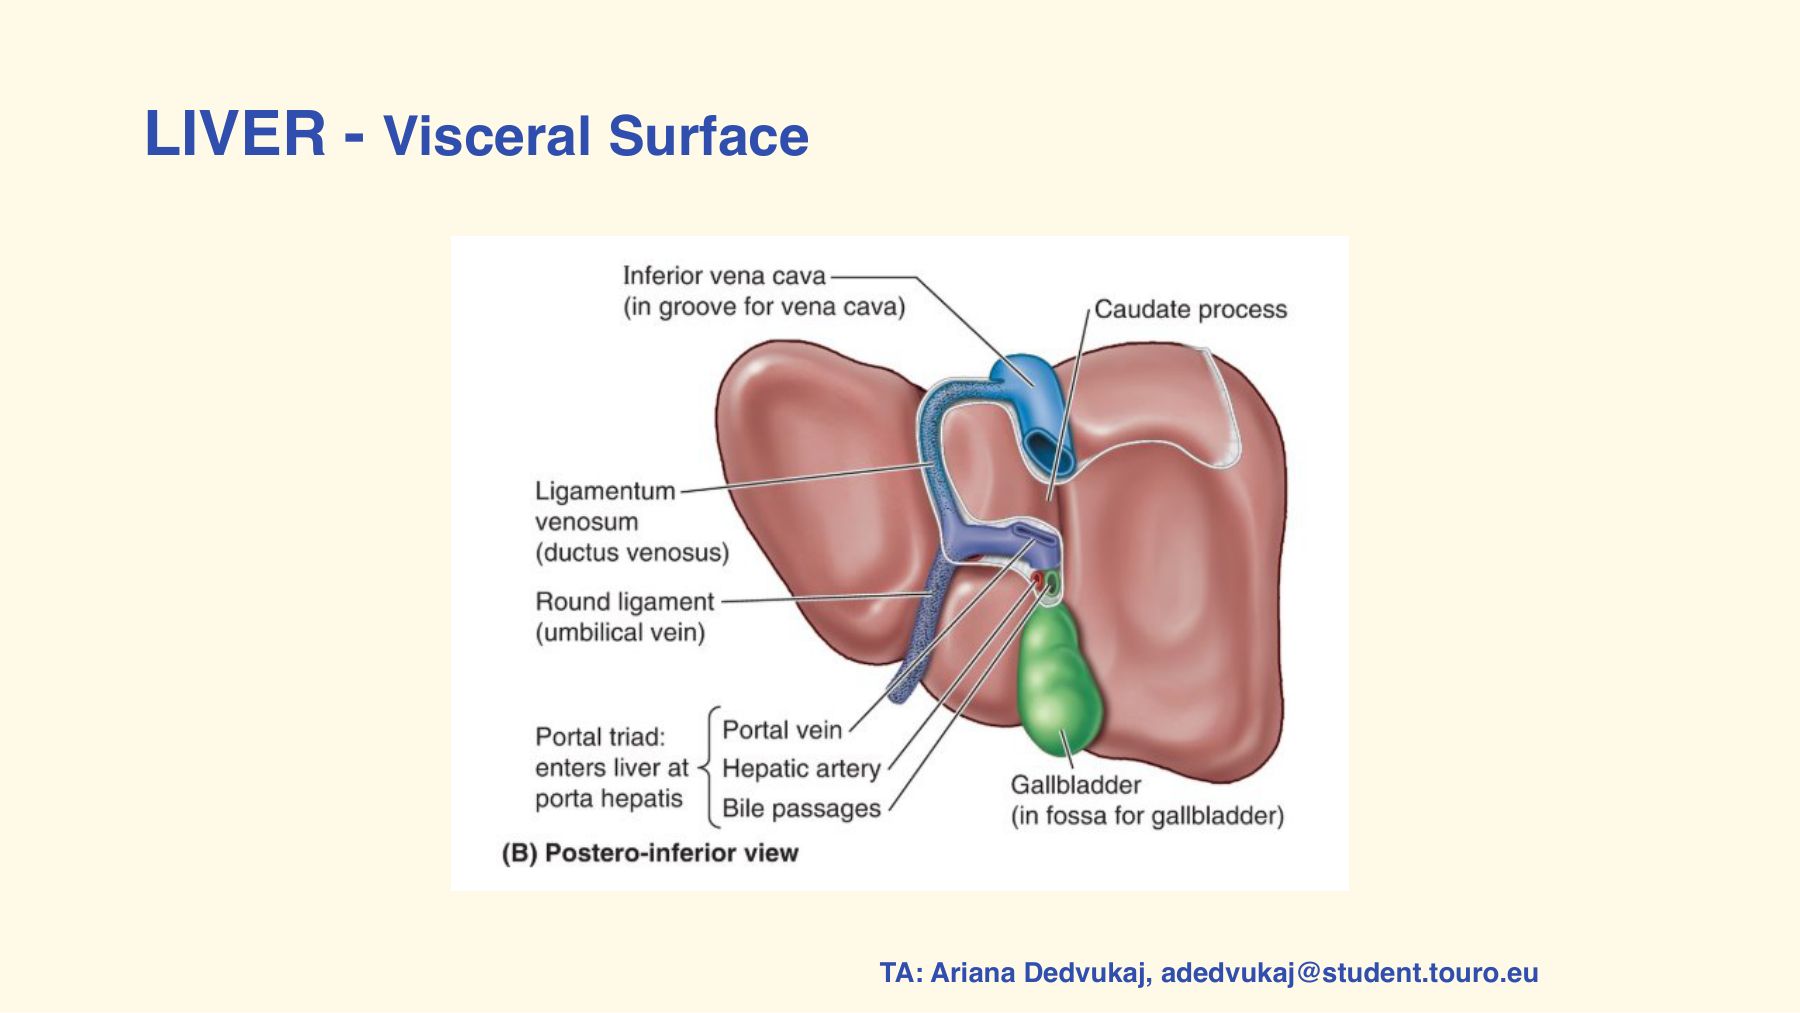 LIVER - Visceral Surface
Inferior vena cava
(in groove for vena cava)
Caudate process
Ligamentum
venosum
(ductus venosus)
Round ligament
(umbilical vein)
Portal triad:
enters liver at
porta hepatis
Portal vein
Hepatic artery
Bile passages
Gallbladder
(in fossa for gallbladder)
(B) Postero-inferior view
TA: Ariana Dedvukaj, adedvukaj@student.touro.eu